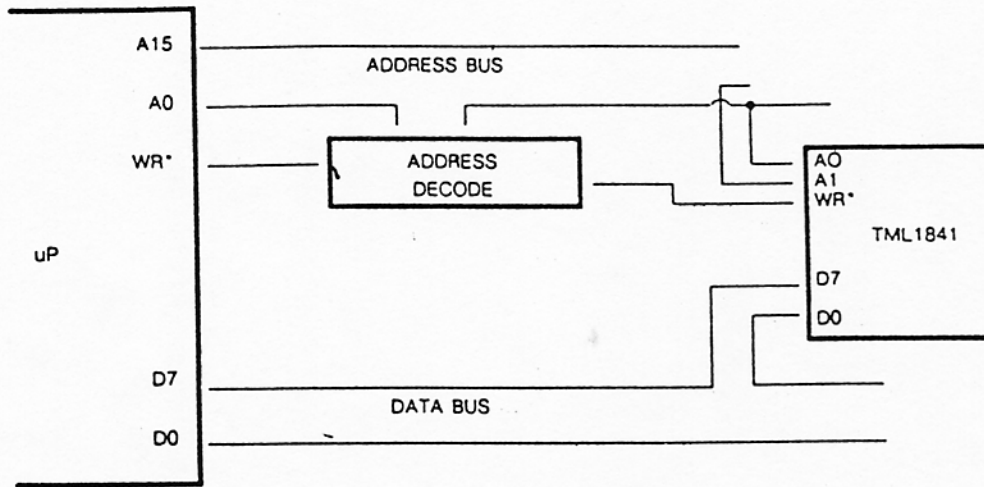 A15
ADDRESS BUS
A0
WR*
ADDRESS
DECODE
A0
A1
WR*
TML1841
uP
D7
D0
D7
DATA BUS
D0